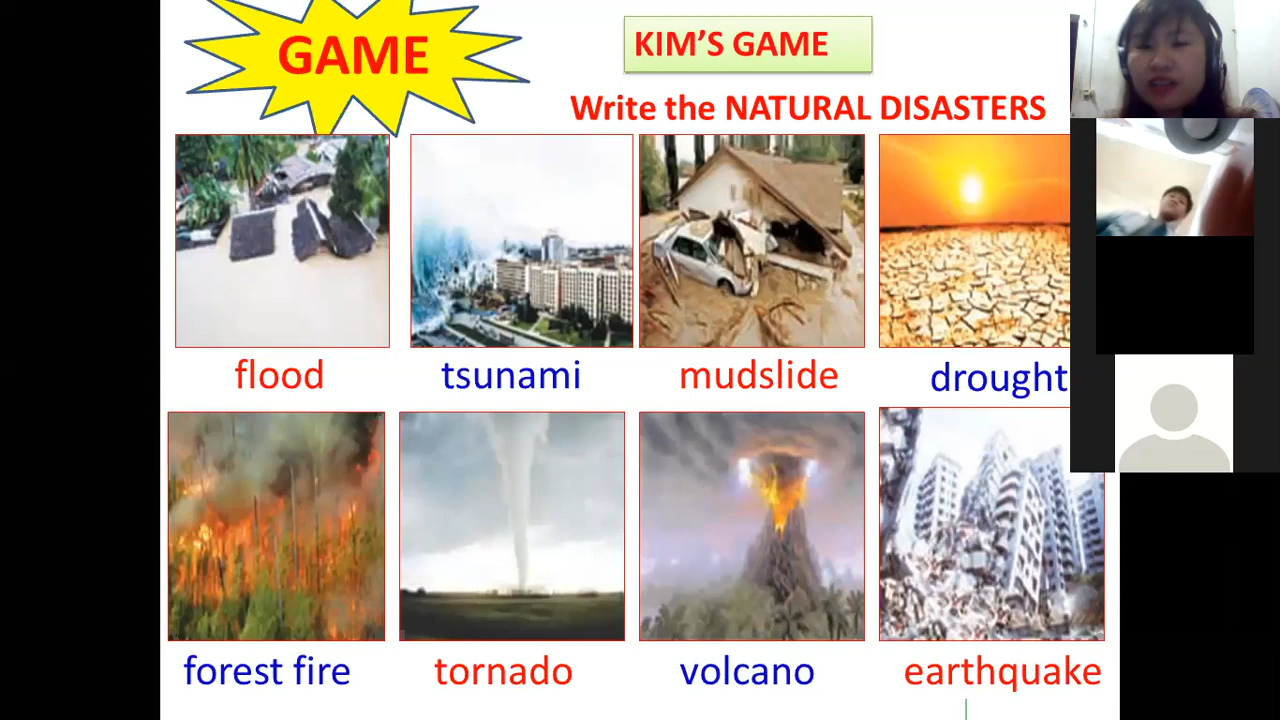 GAME
KIM'S GAME
Write the NATURAL DISASTERS
flood
tsunami
mudslide
drought
forest fire
tornado
volcano
earthquake